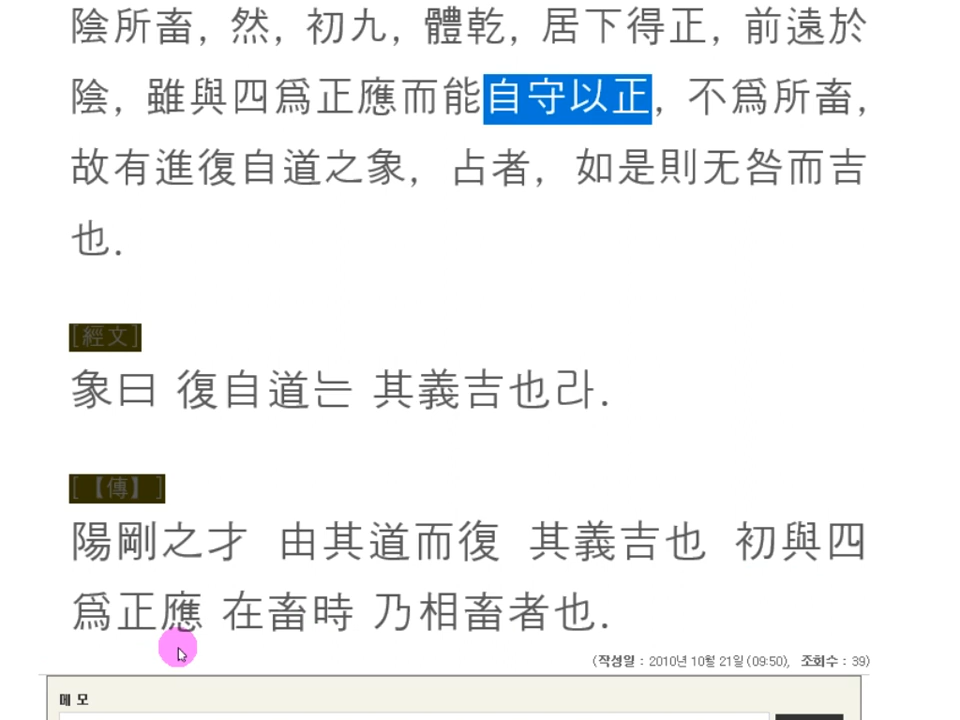 陰所畜, 然, 初九, 體乾, 居下得正, 前遠於
陰, 雖與四爲正應而能自守以正, 不爲所畜,
故有進復自道之象, 占者, 如是則无咎而吉
也.
[經文]
象曰 復自道는 其義吉也라.
[【傳】]
陽剛之才 由其道而復 其義吉也 初與四
爲正應 在畜時 乃相畜者也.
(작성일 : 2010년 10월 21일 (09:50), 조회수 : 39)
메 모